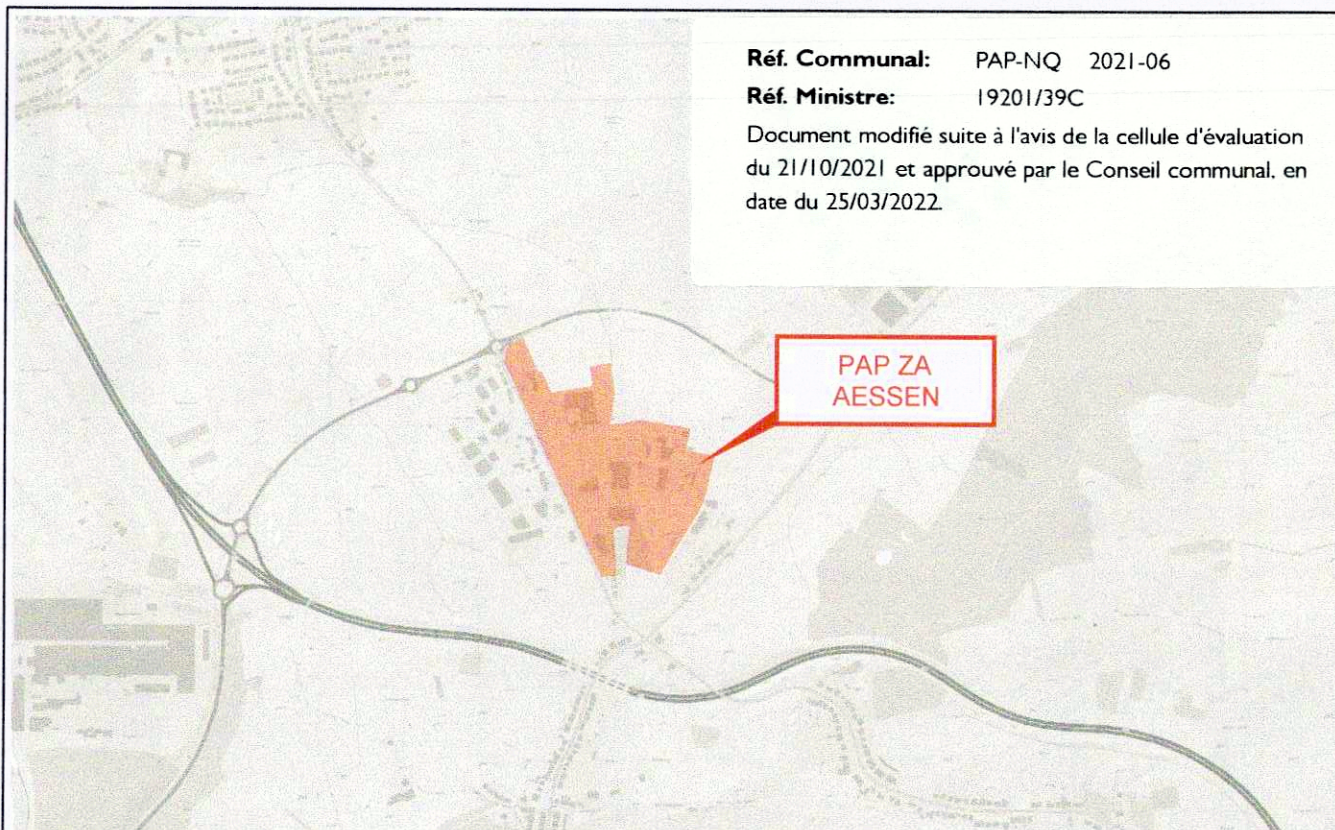 Réf. Communal: PAP-NQ 2021-06
Réf. Ministre: 19201/39C
Document modifié suite à l'avis de la cellule d'évaluation
du 21/10/2021 et approuvé par le Conseil communal, en
date du 25/03/2022.
PAP ZA
AESSEN